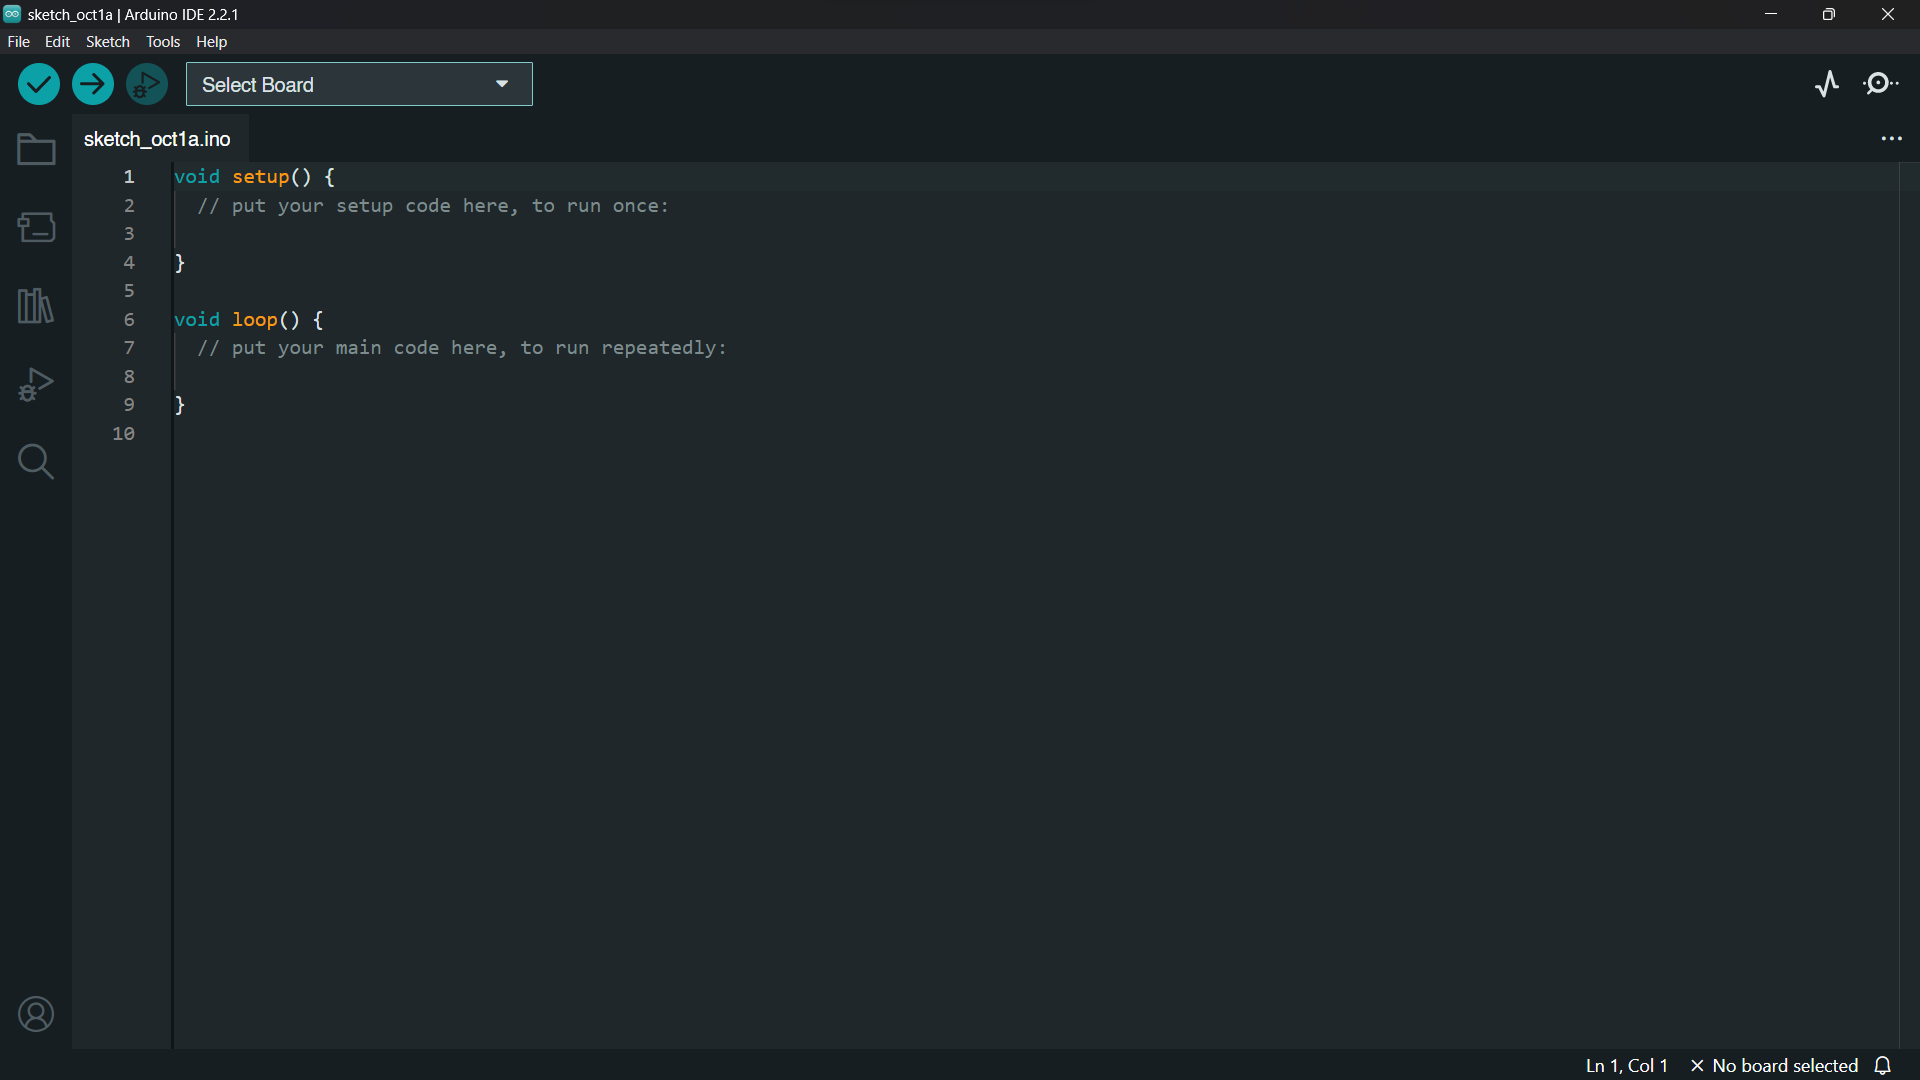 sketch_oct1a | Arduino IDE 2.2.1
File Edit Sketch Tools Help
Select Board
sketch_oct1a.ino
1 void setup() {
2 // put your setup code here, to run once:
3
4 }
5
6 void loop() {
7 // put your main code here, to run repeatedly:
8
9 }
10
Ln 1, Col 1 No board selected